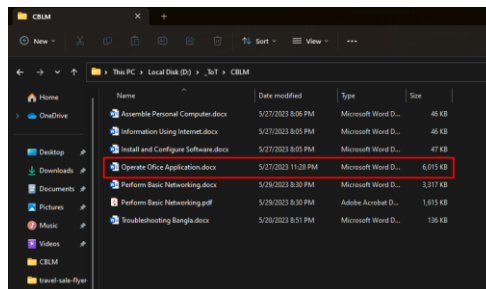 CBLM
New
Sort
View
This PC > Local Disk (D:) > _ToT > CBLM
Home
OneDrive
Desktop
Downloads
Documents
Pictures
Music
Videos
CBLM
travel-sale-flyer-
Name Date modified Type Size
Assemble Personal Computer.docx 5/27/2023 8:06 PM Microsoft Word D... 46 KB
Information Using Internet.docx 5/27/2023 8:05 PM Microsoft Word D... 46 KB
Install and Configure Software.docx 5/27/2023 8:05 PM Microsoft Word D... 47 KB
Operate Ofice Application.docx 5/27/2023 11:28 PM Microsoft Word D... 6,015 KB
Perform Basic Networking.docx 5/29/2023 8:30 PM Microsoft Word D... 3,317 KB
Perform Basic Networking.pdf 5/29/2023 8:30 PM Adobe Acrobat D... 1,615 KB
Troubleshooting Bangla.docx 5/20/2023 8:51 PM Microsoft Word D... 136 KB